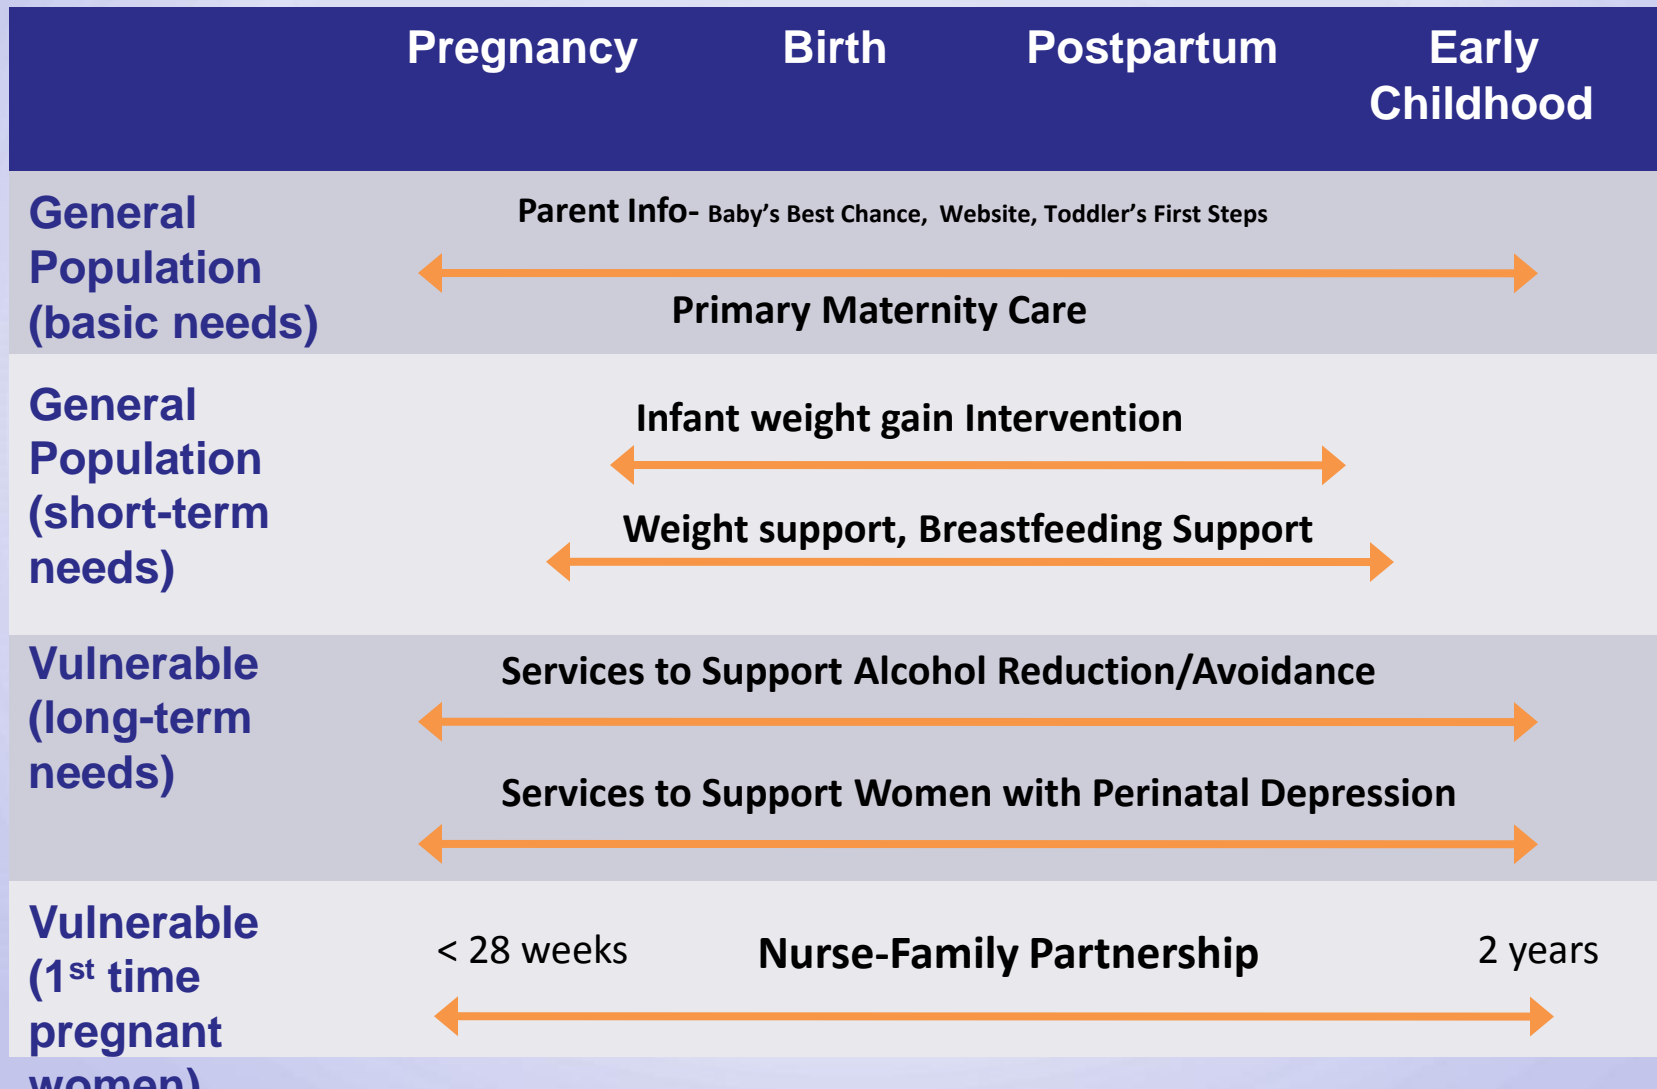 Pregnancy Birth Postpartum Early
Childhood
General
Population
(basic needs)
Parent Info- Baby's Best Chance, Website, Toddler's First Steps
Primary Maternity Care
General
Population
(short-term
needs)
Infant weight gain Intervention
Weight support, Breastfeeding Support
Vulnerable
(long-term
needs)
Services to Support Alcohol Reduction/Avoidance
Services to Support Women with Perinatal Depression
Vulnerable
(1st time
pregnant
women)
< 28 weeks Nurse-Family Partnership 2 years